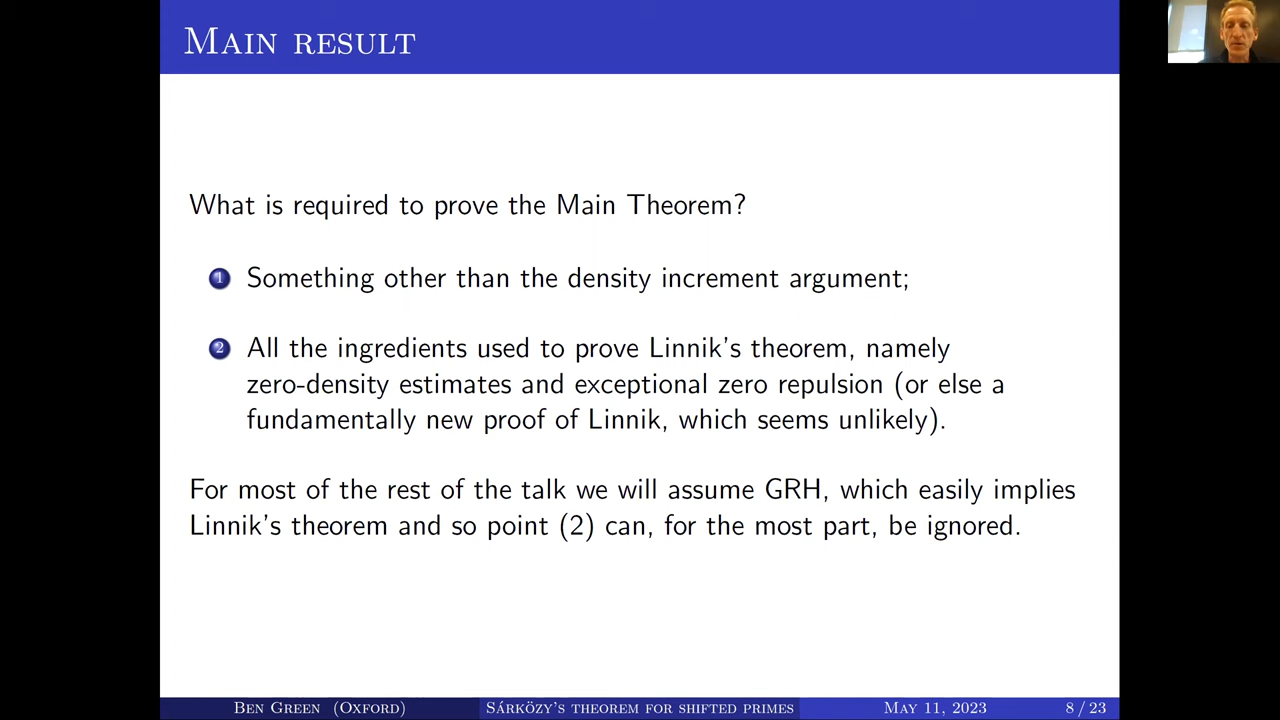 MAIN RESULT
What is required to prove the Main Theorem?
1 Something other than the density increment argument;
2 All the ingredients used to prove Linnik's theorem, namely
zero-density estimates and exceptional zero repulsion (or else a
fundamentally new proof of Linnik, which seems unlikely).
For most of the rest of the talk we will assume GRH, which easily implies
Linnik's theorem and so point (2) can, for the most part, be ignored.
BEN GREEN (OXFORD) SÁRKÖZY'S THEOREM FOR SHIFTED PRIMES MAY 11, 2023 8 / 23